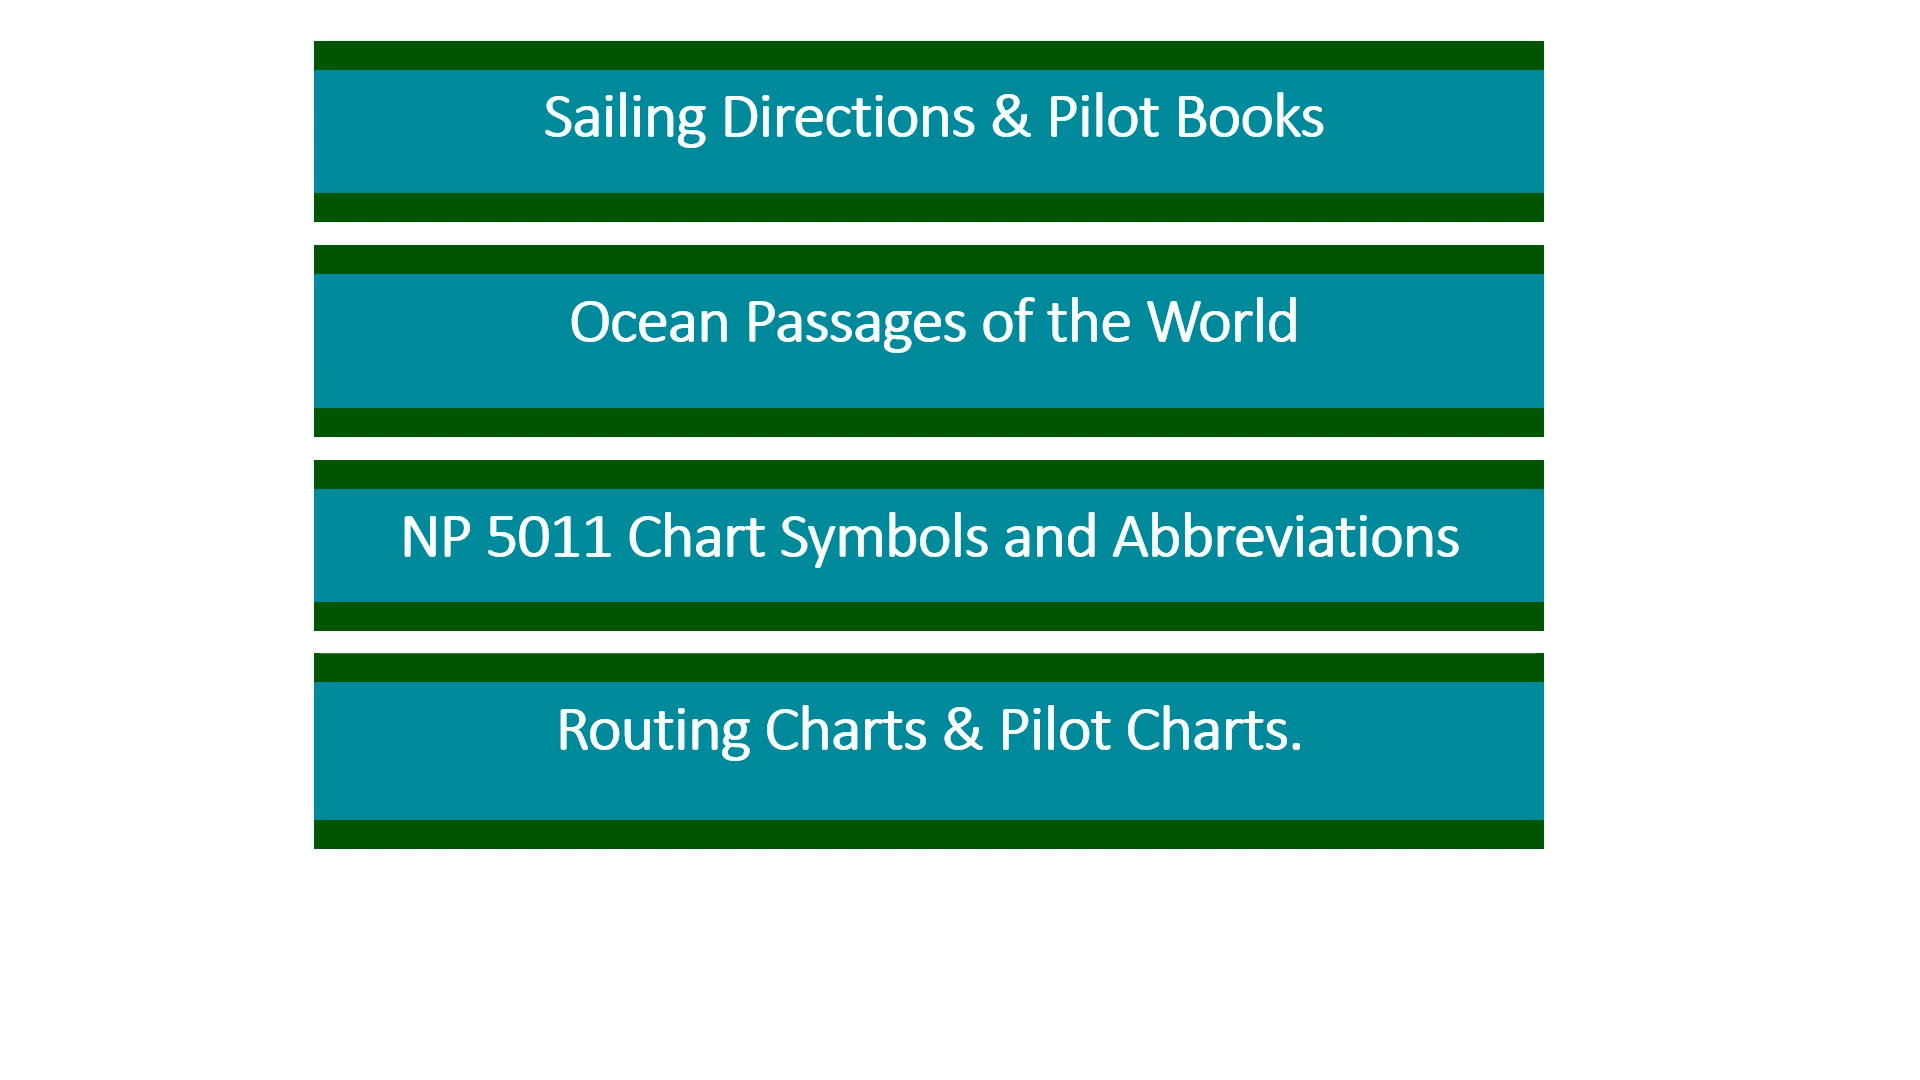 Sailing Directions & Pilot Books
Ocean Passages of the World
NP 5011 Chart Symbols and Abbreviations
Routing Charts & Pilot Charts.